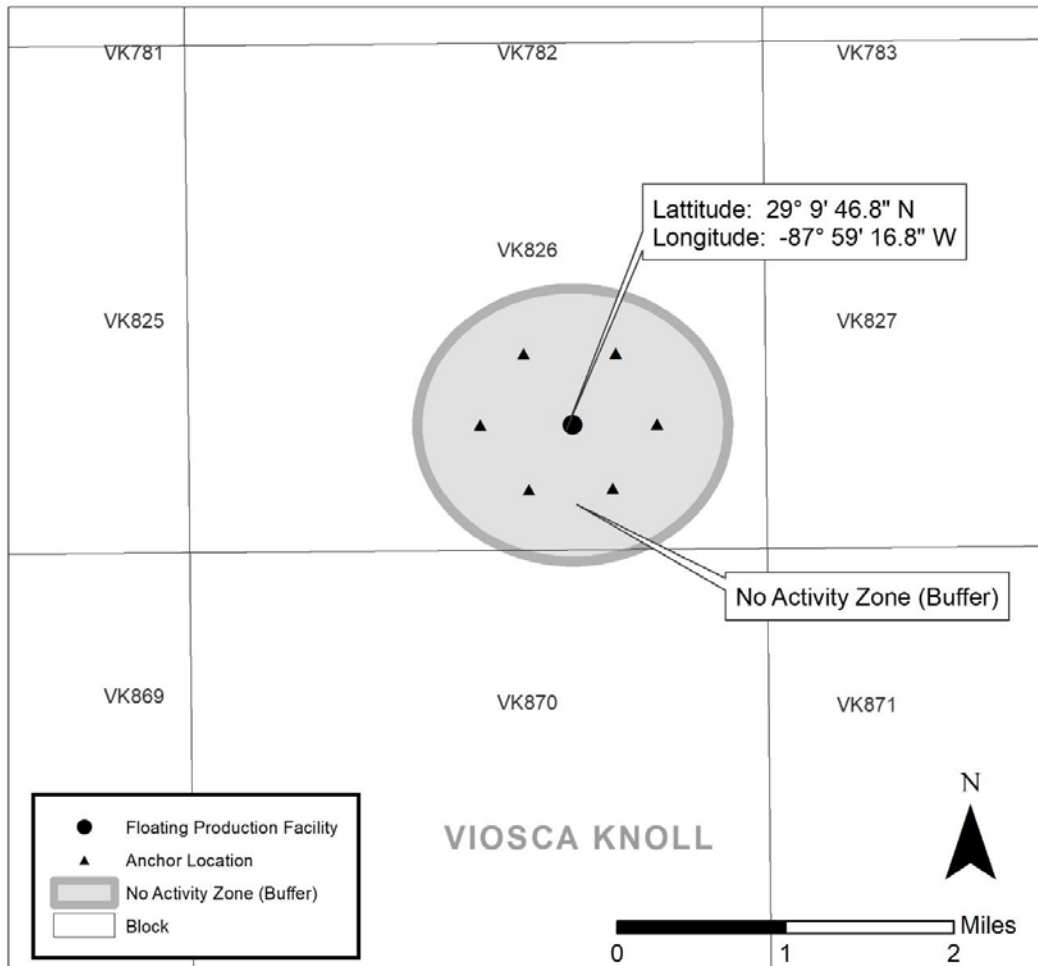 VK781
VK782
VK783
Lattitude: 29° 9' 46.8" N
Longitude: -87° 59' 16.8" W
VK826
VK825
VK827
No Activity Zone (Buffer)
VK869
VK870
VK871
N
VIOSCA KNOLL
Floating Production Facility
Anchor Location
No Activity Zone (Buffer)
Block
Miles
0 1 2